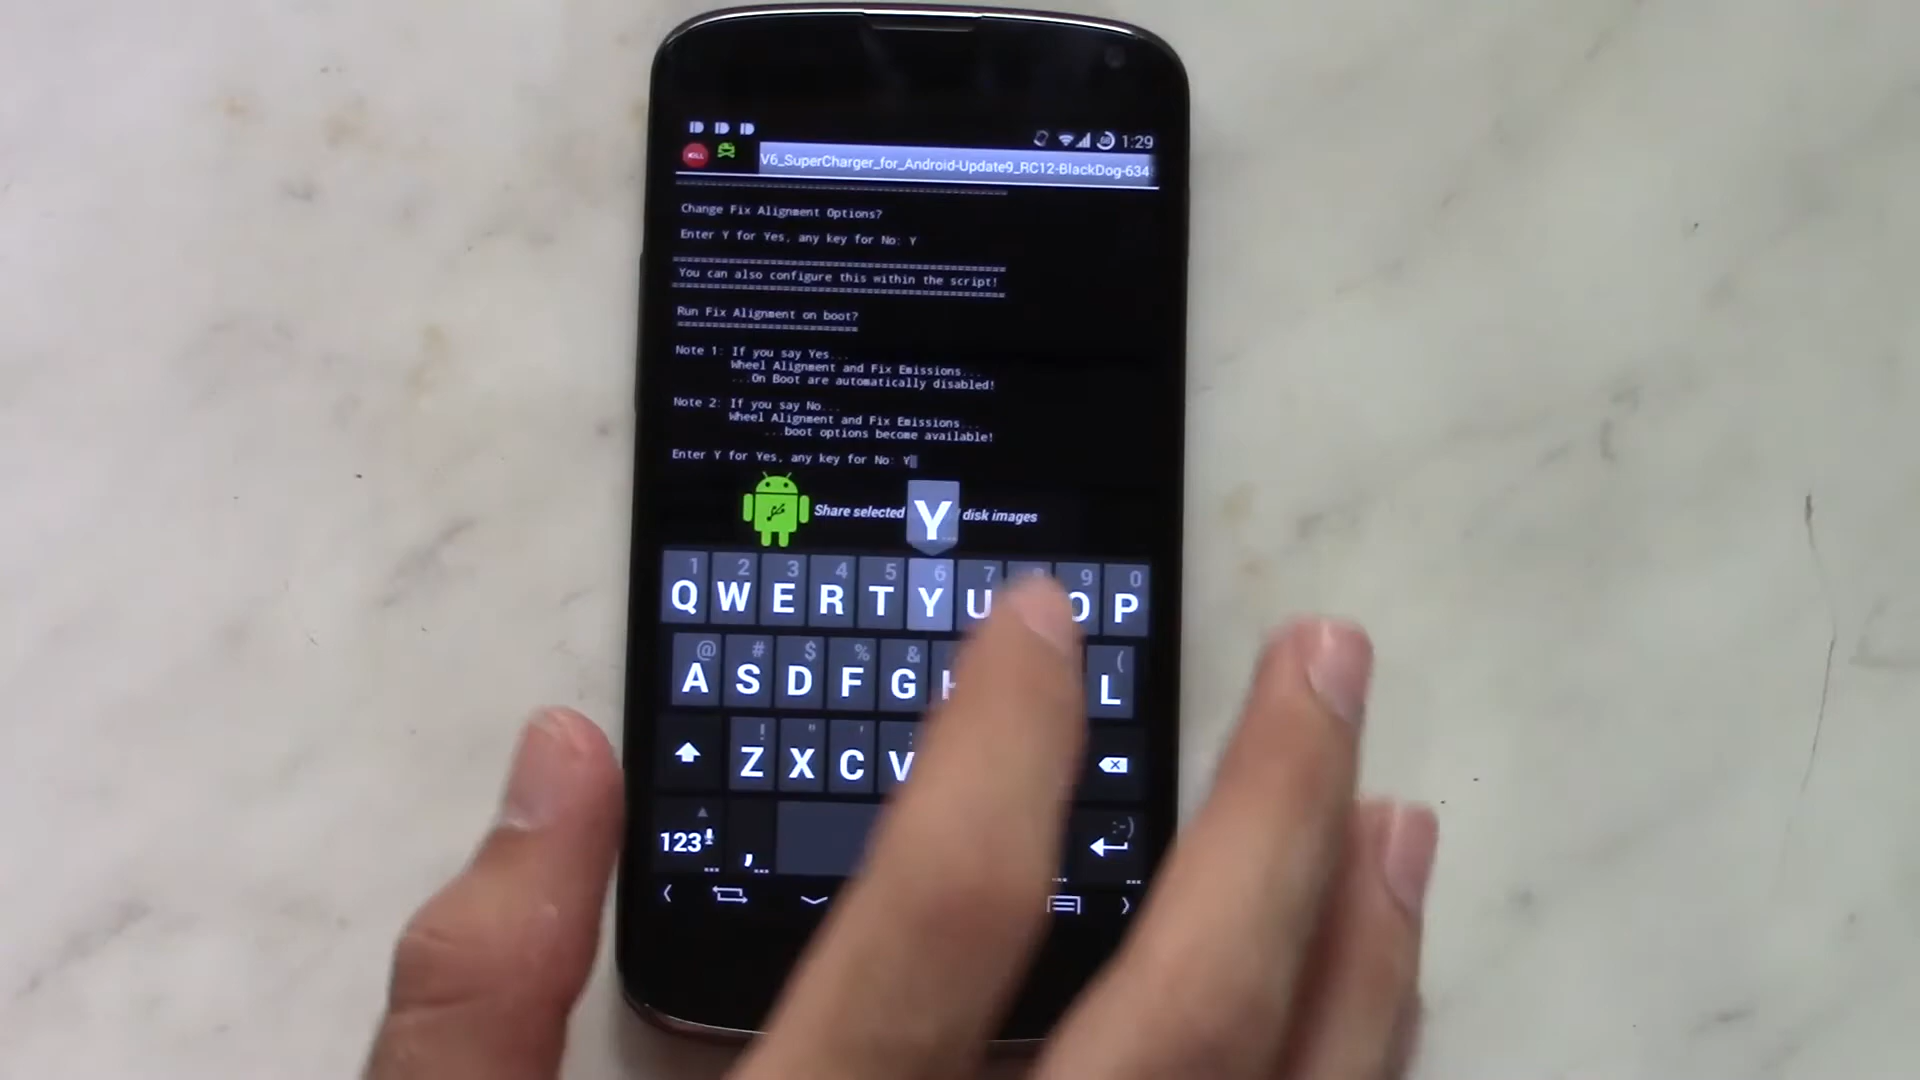 1:29
KILL
V6_SuperCharger_for_Android-Update9_RC12-BlackDog-634
Change Fix Alignment Options?
Enter Y for Yes, any key for No: Y
You can also configure this within the script!
Run Fix Alignment on boot?
Note 1: If you say Yes...
Wheel Alignment and Fix Emissions...
...On Boot are automatically disabled!
Note 2: If you say No...
Wheel Alignment and Fix Emissions...
...boot options become available!
Enter Y for Yes, any key for No: Y
Share selected
disk images
Y
1 2 3 4 5 6 7 9 0
Q W E R T Y U O P
@ # $ % & (
A S D F G H L
! " ' :
Z X C V
:-)
123 ,